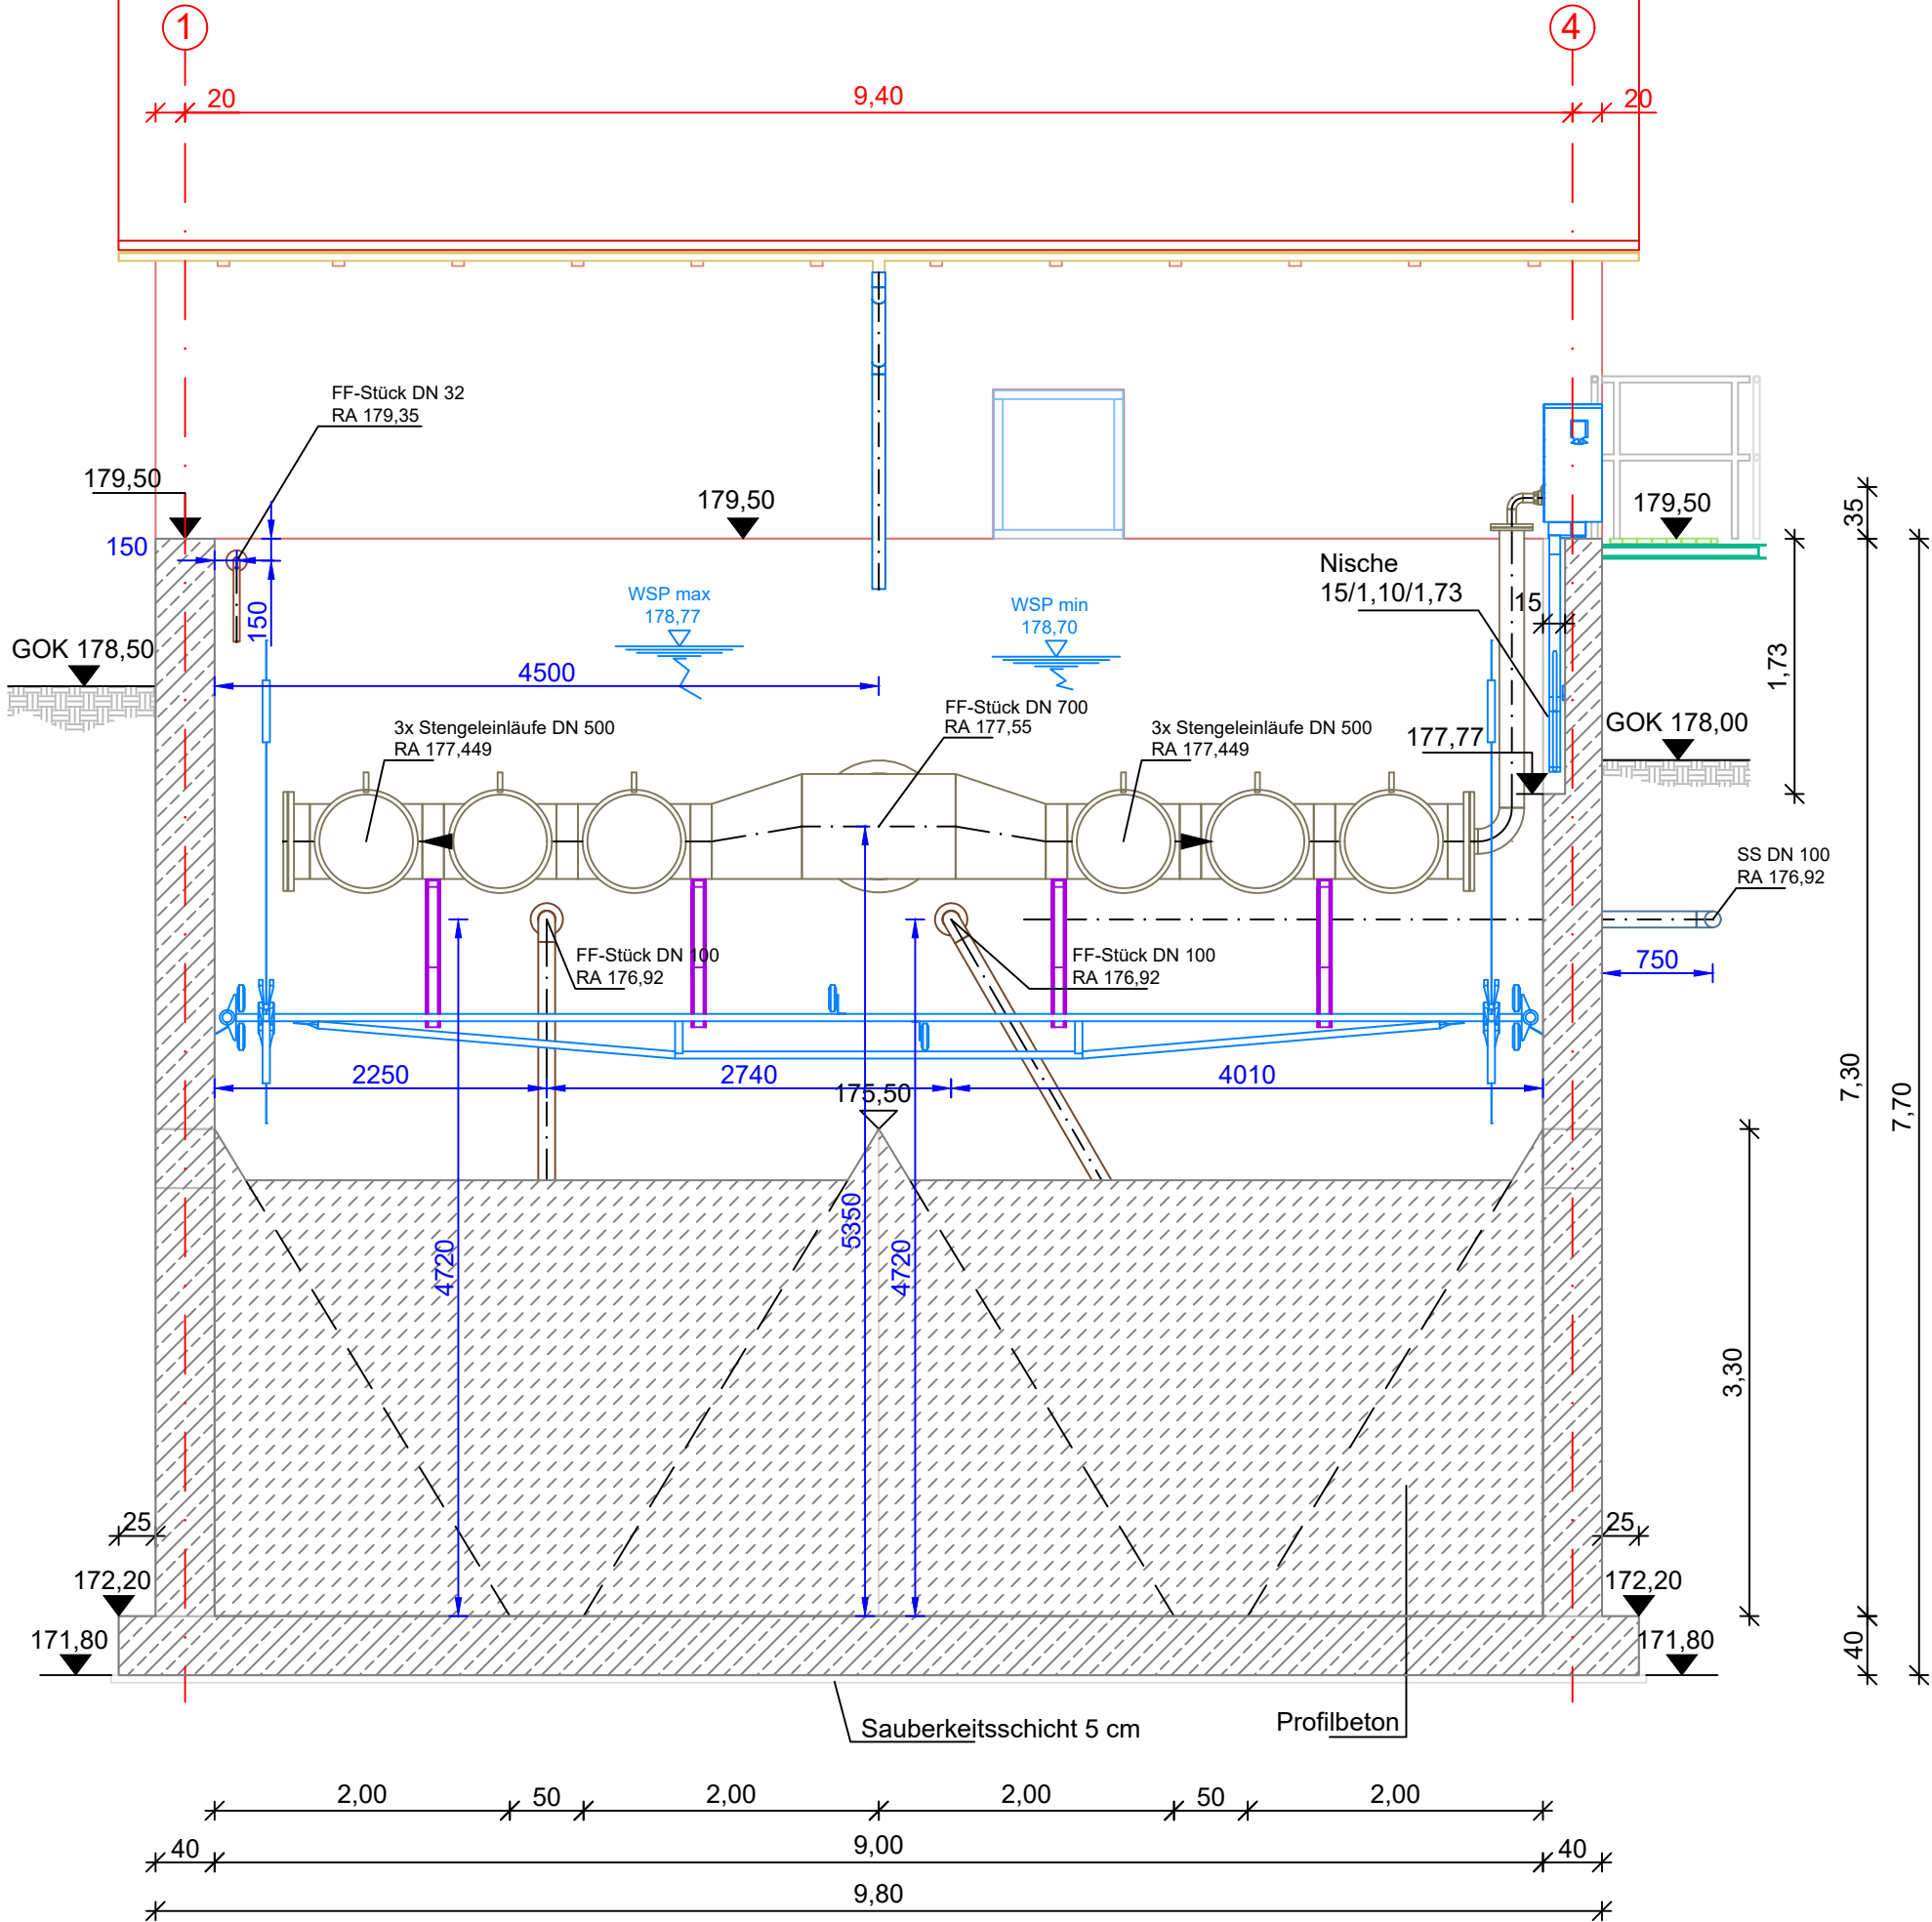 1
4
20
9,40
20
FF-Stück DN 32
RA 179,35
179,50
179,50
179,50
35
150
150
Nische
15/1,10/1,73
15
WSP max
178,77
WSP min
178,70
GOK 178,50
4500
1,73
FF-Stück DN 700
RA 177,55
3x Stengeleinläufe DN 500
RA 177,449
3x Stengeleinläufe DN 500
RA 177,449
177,77
GOK 178,00
SS DN 100
RA 176,92
FF-Stück DN 100
RA 176,92
FF-Stück DN 100
RA 176,92
750
2250
2740
4010
175,50
7,30
7,70
5350
4720
4720
3,30
25
25
172,20
172,20
171,80
171,80
40
Sauberkeitsschicht 5 cm
Profilbeton
2,00
50
2,00
2,00
50
2,00
40
9,00
40
9,80